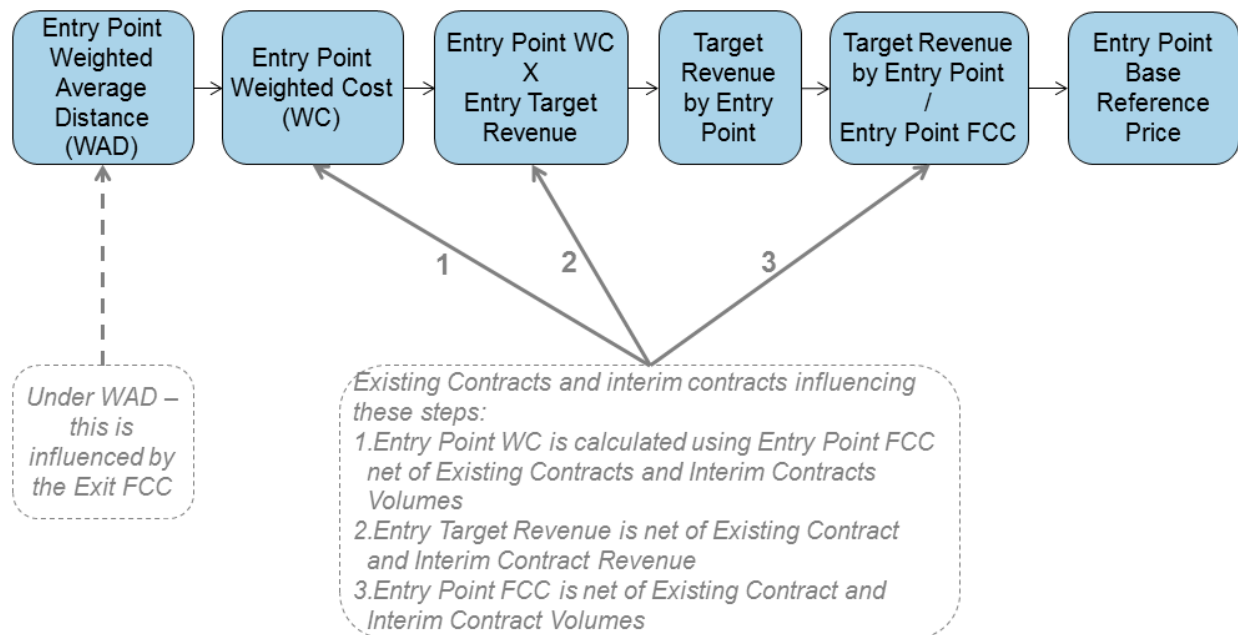 Entry Point
Weighted
Average
Distance
(WAD)
Entry Point
Weighted Cost
(WC)
Entry Point WC
X
Entry Target
Revenue
Target
Revenue
by Entry
Point
Target Revenue
by Entry Point
/
Entry Point FCC
Entry Point
Base
Reference
Price
1
2
3
Under WAD –
this is
influenced by
the Exit FCC
Existing Contracts and interim contracts influencing
these steps:
1.Entry Point WC is calculated using Entry Point FCC
net of Existing Contracts and Interim Contracts
Volumes
2.Entry Target Revenue is net of Existing Contract
and Interim Contract Revenue
3.Entry Point FCC is net of Existing Contract and
Interim Contract Volumes